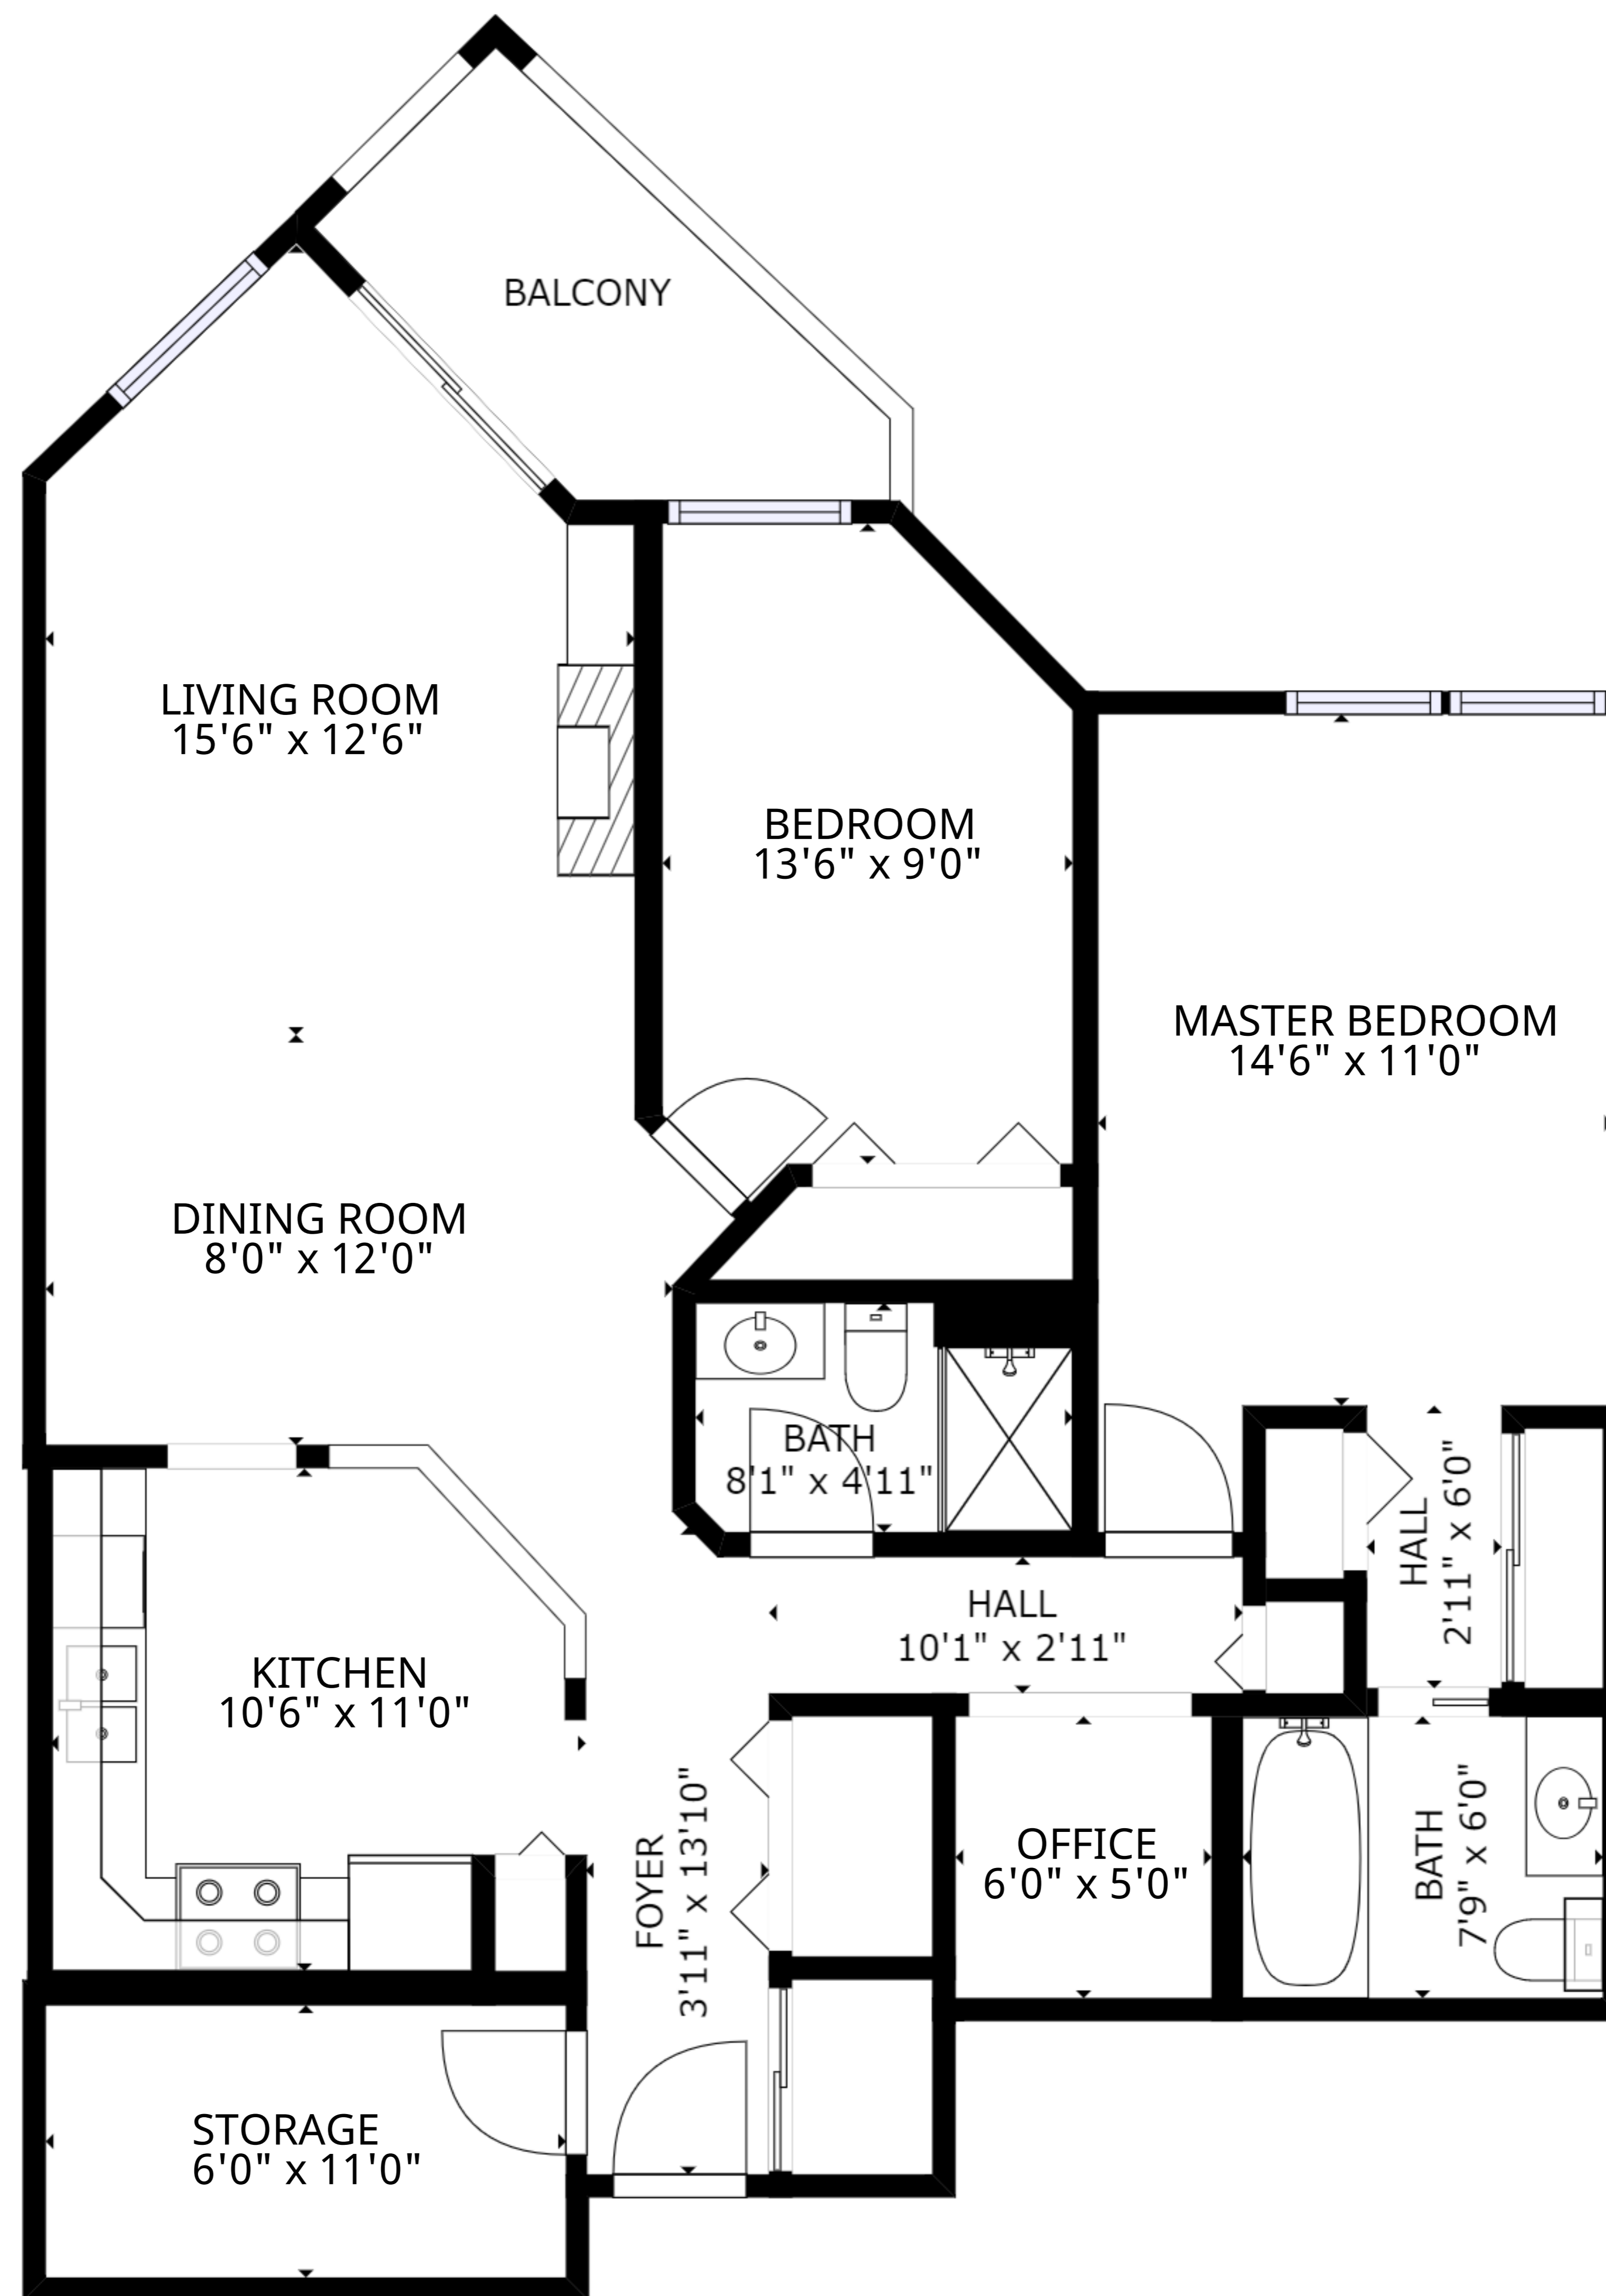 BALCONY
LIVING ROOM
15'6" x 12'6"
BEDROOM
13'6" x 9'0"
MASTER BEDROOM
14'6" x 11'0"
DINING ROOM
8'0" x 12'0"
BATH
8'1" x 4'11"
HALL
2'11" x 6'0"
HALL
10'1" x 2'11"
KITCHEN
10'6" x 11'0"
FOYER
3'11" x 13'10"
OFFICE
6'0" x 5'0"
BATH
7'9" x 6'0"
STORAGE
6'0" x 11'0"